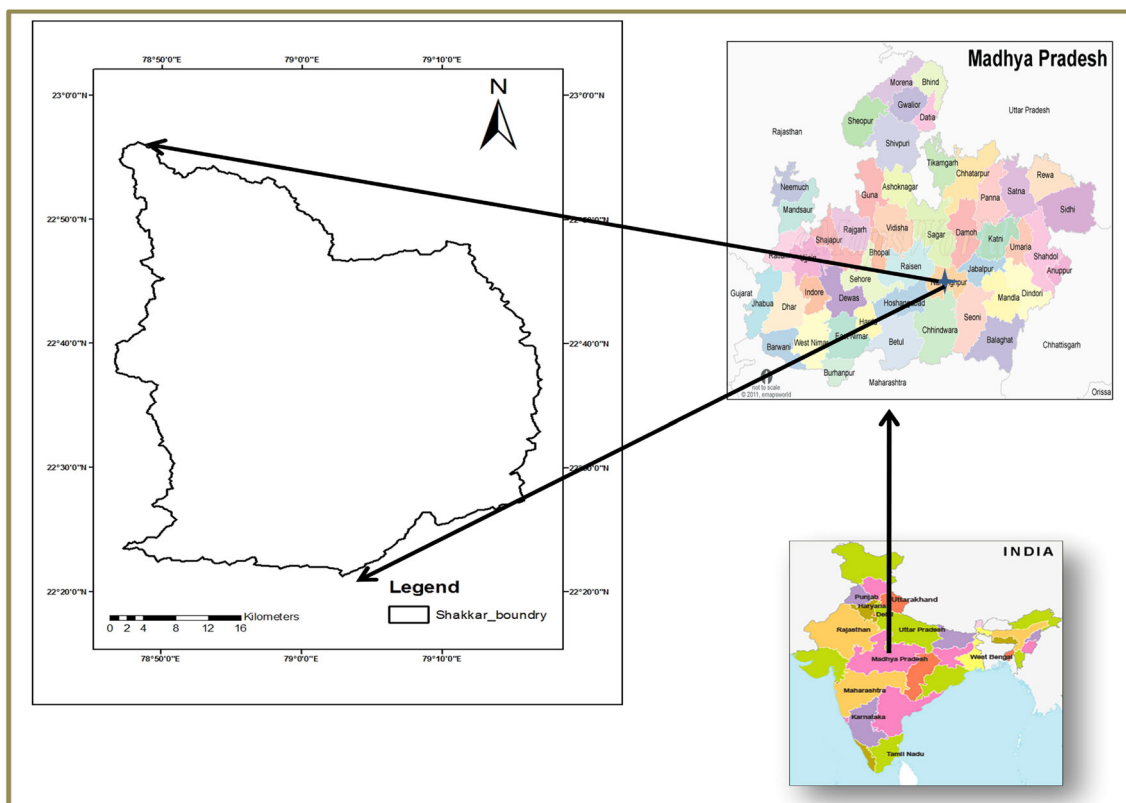 78°50'0"E 79°0'0"E 79°10'0"E
23°0'0"N 23°0'0"N
N
22°50'0"N
22°40'0"N 22°40'0"N
22°30'0"N
22°20'0"N 22°20'0"N
Legend
Shakkar_boundry
Kilometers
0 2 4 8 12 16
78°50'0"E 79°0'0"E 79°10'0"E
Madhya Pradesh
Morena
Bhind
Gwalior
Uttar Pradesh
Datia
Sheopur
Rajasthan
Shivpuri
Tikamgarh
Chhatarpur
Rewa
Neemuch
Ashoknagar
Guna
Panna
Satna
Mandsaur
Sidhi
Rajgarh
Vidisha
Sagar
Damoh
Katni
Shajapur
Umaria
Bhopal
Shahdol
Raisen
Jabalpur
Anuppur
Gujarat
Sehore
Indore
Dewas
Dindori
Jhabua
Dhar
Mandla
Seoni
Barwani
West Nimar
Betul
Chhindwara
Balaghat
Chhattisgarh
Burhanpur
Maharashtra
not to scale
© 2011, emapsworld
Orissa
INDIA
Punjab
Uttarakhand
Haryana
Rajasthan
Uttar Pradesh
Madhya Pradesh
West Bengal
Maharashtra
Karnataka
Tamil Nadu